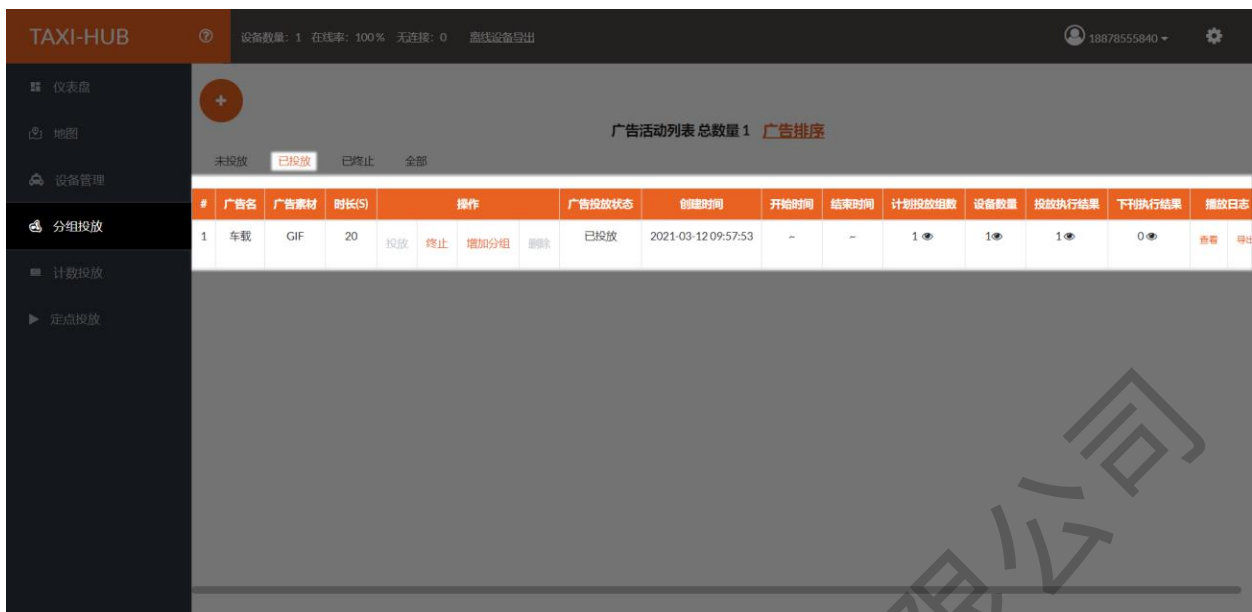 TAXI-HUB
设备数量：1 在线率：100% 无连接：0 离线设备导出
18878555840
仪表盘
地图
设备管理
分组投放
计数投放
定点投放
+
广告活动列表 总数量 1 广告排序
未投放 已投放 已终止 全部
# 广告名 广告素材 时长(S) 操作 广告投放状态 创建时间 开始时间 结束时间 计划投放组数 设备数量 投放执行结果 下刊执行结果 播放日志
1 车载 GIF 20 投放 终止 增加分组 删除 已投放 2021-03-12 09:57:53 ~ ~ 1 1 1 0 查看 导出
限公司